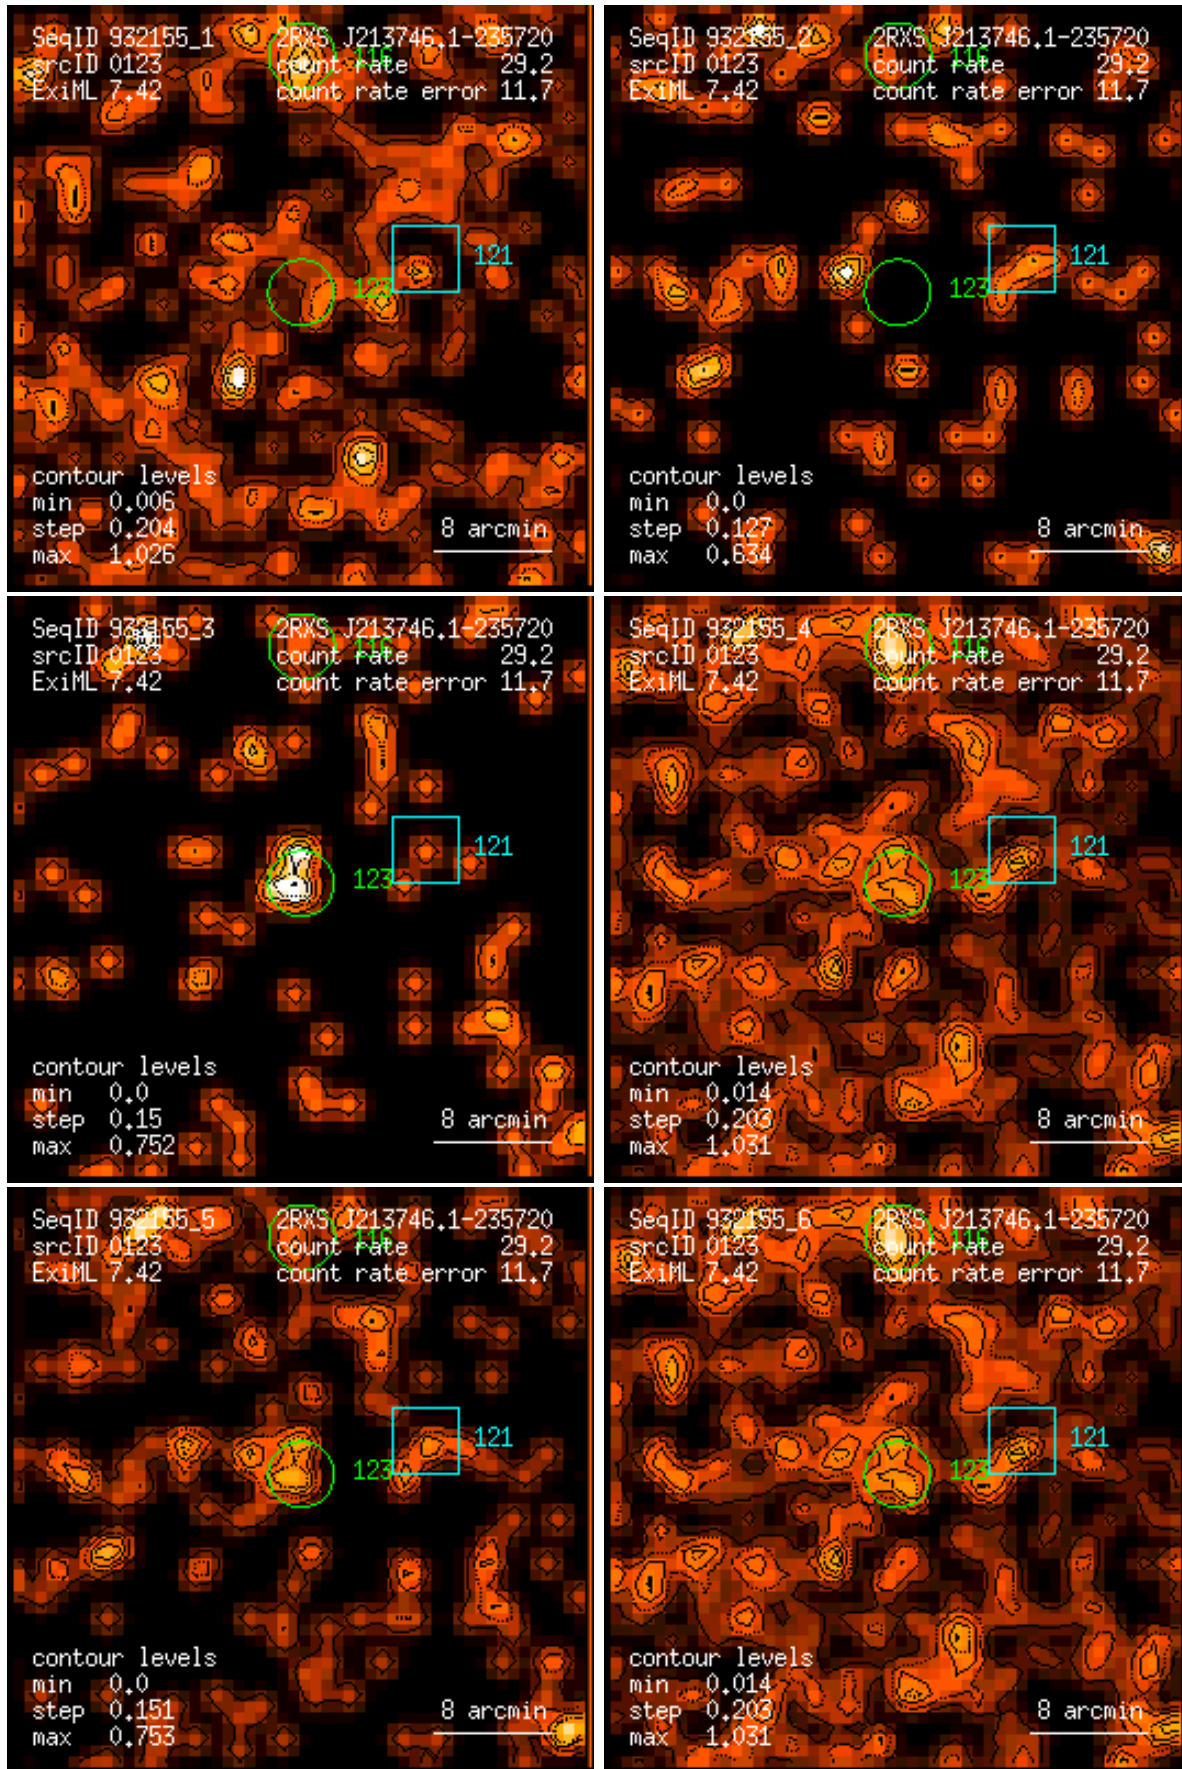 SeqID 932155_1 2RXS J213746.1-235720
srcID 0123 count rate 116 29.2
ExiML 7.42 count rate error 11.7
121
123
contour levels
min 0.006
step 0.204 8 arcmin
max 1.026
SeqID 932155_2 2RXS J213746.1-235720
srcID 0123 count rate 116 29.2
ExiML 7.42 count rate error 11.7
121
123
contour levels
min 0.0
step 0.127 8 arcmin
max 0.634
SeqID 932155_3 2RXS J213746.1-235720
srcID 0123 count rate 116 29.2
ExiML 7.42 count rate error 11.7
121
123
contour levels
min 0.0
step 0.15 8 arcmin
max 0.752
SeqID 932155_4 2RXS J213746.1-235720
srcID 0123 count rate 116 29.2
ExiML 7.42 count rate error 11.7
121
123
contour levels
min 0.014
step 0.203 8 arcmin
max 1.031
SeqID 932155_5 2RXS J213746.1-235720
srcID 0123 count rate 116 29.2
ExiML 7.42 count rate error 11.7
121
123
contour levels
min 0.0
step 0.151 8 arcmin
max 0.753
SeqID 932155_6 2RXS J213746.1-235720
srcID 0123 count rate 116 29.2
ExiML 7.42 count rate error 11.7
121
123
contour levels
min 0.014
step 0.203 8 arcmin
max 1.031